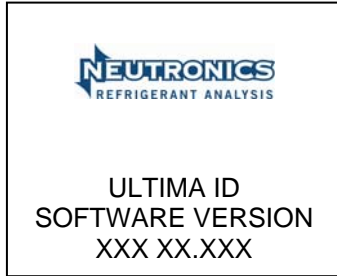 NEUTRONICS
REFRIGERANT ANALYSIS
ULTIMA ID
SOFTWARE VERSION
XXX XX.XXX